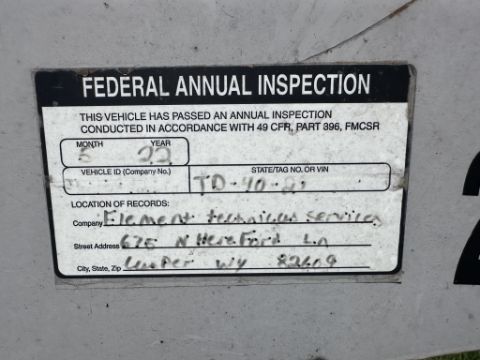 FEDERAL ANNUAL INSPECTION
THIS VEHICLE HAS PASSED AN ANNUAL INSPECTION
CONDUCTED IN ACCORDANCE WITH 49 CFR, PART 396, FMCSR
MONTH YEAR
5 22
VEHICLE ID (Company No.) STATE/TAG NO. OR VIN
TD-40-21
LOCATION OF RECORDS:
Company Element technical services
Street Address 675 N Hereford Ln
City, State, Zip WY 82609
2